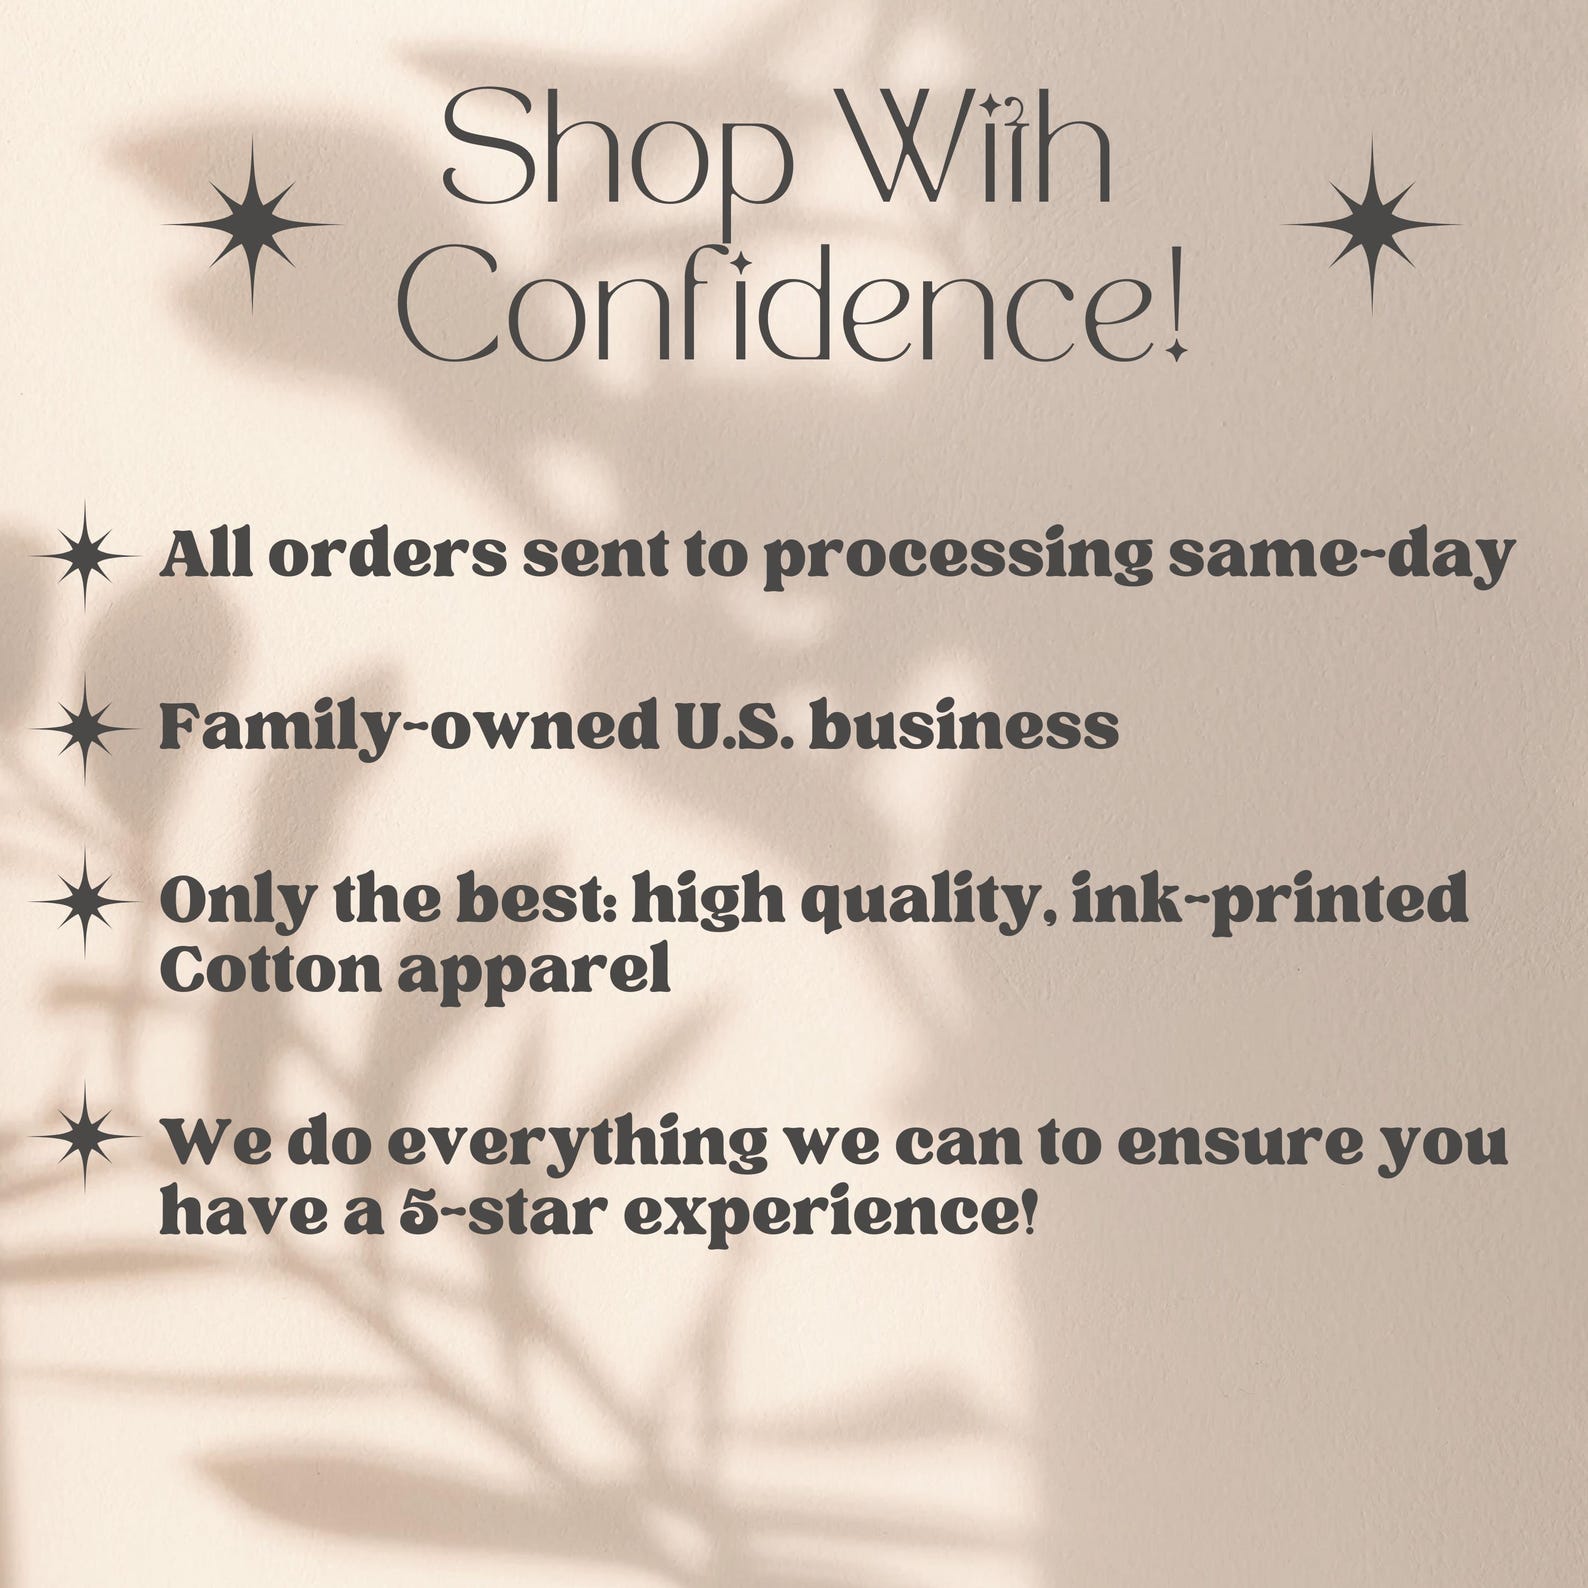 Shop With
Confidence!
All orders sent to processing same-day
Family-owned U.S. business
Only the best: high quality, ink-printed
Cotton apparel
We do everything we can to ensure you
have a 5-star experience!